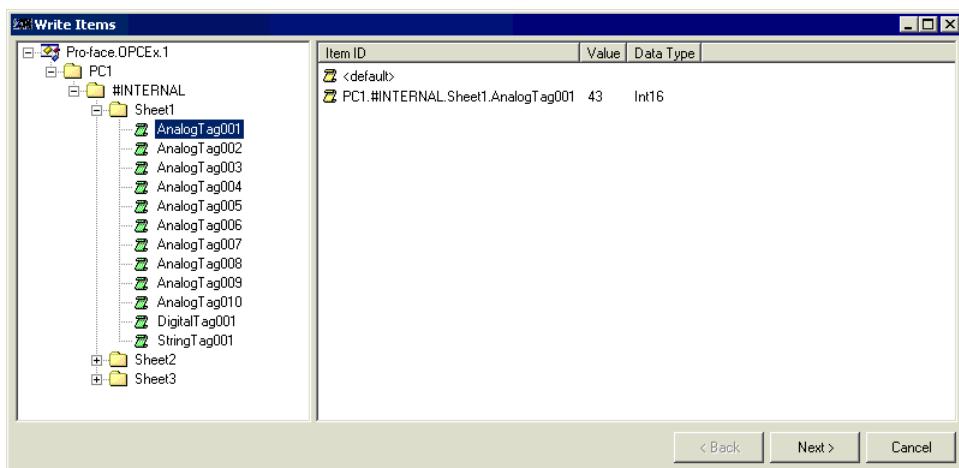 Write Items
Pro-face.OPCEx.1
PC1
#INTERNAL
Sheet1
AnalogTag001
AnalogTag002
AnalogTag003
AnalogTag004
AnalogTag005
AnalogTag006
AnalogTag007
AnalogTag008
AnalogTag009
AnalogTag010
DigitalTag001
StringTag001
Sheet2
Sheet3
Item ID Value Data Type
<default>
PC1.#INTERNAL.Sheet1.AnalogTag001 43 Int16
< Back Next > Cancel